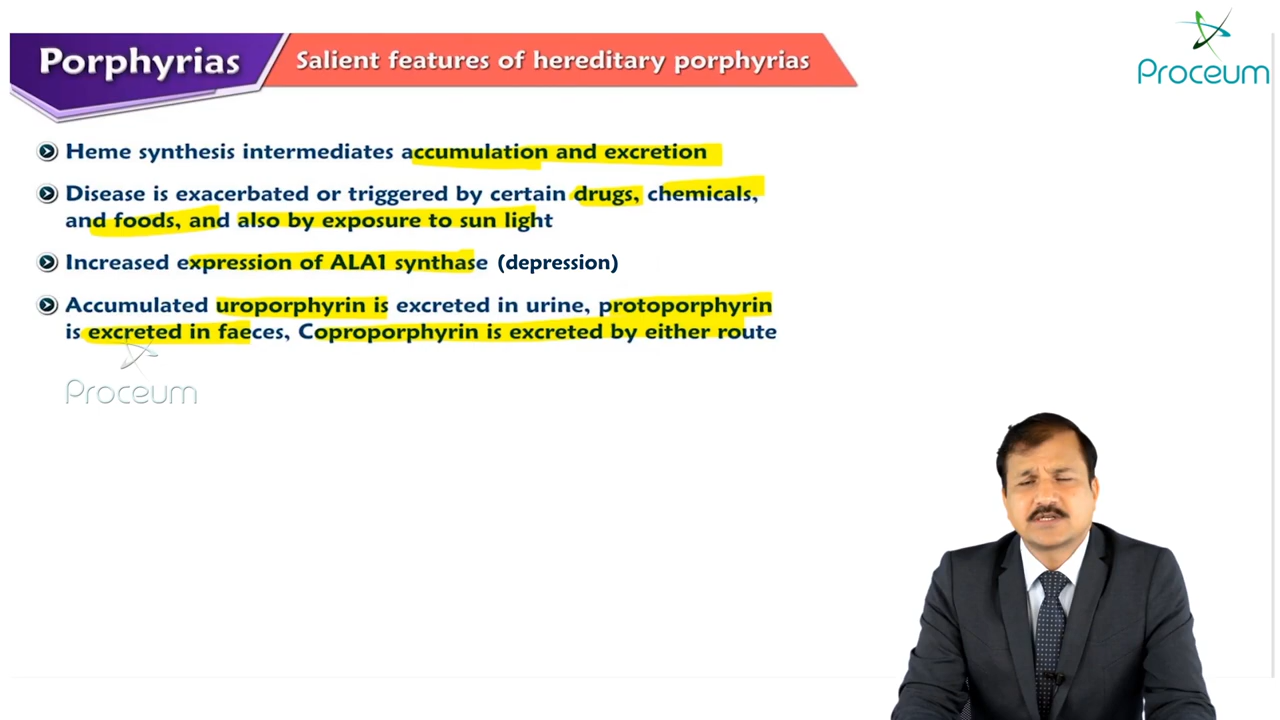 Porphyrias
Salient features of hereditary porphyrias
Proceum
Heme synthesis intermediates accumulation and excretion
Disease is exacerbated or triggered by certain drugs, chemicals,
and foods, and also by exposure to sun light
Increased expression of ALA1 synthase (depression)
Accumulated uroporphyrin is excreted in urine, protoporphyrin
is excreted in faeces, Coproporphyrin is excreted by either route
Proceum